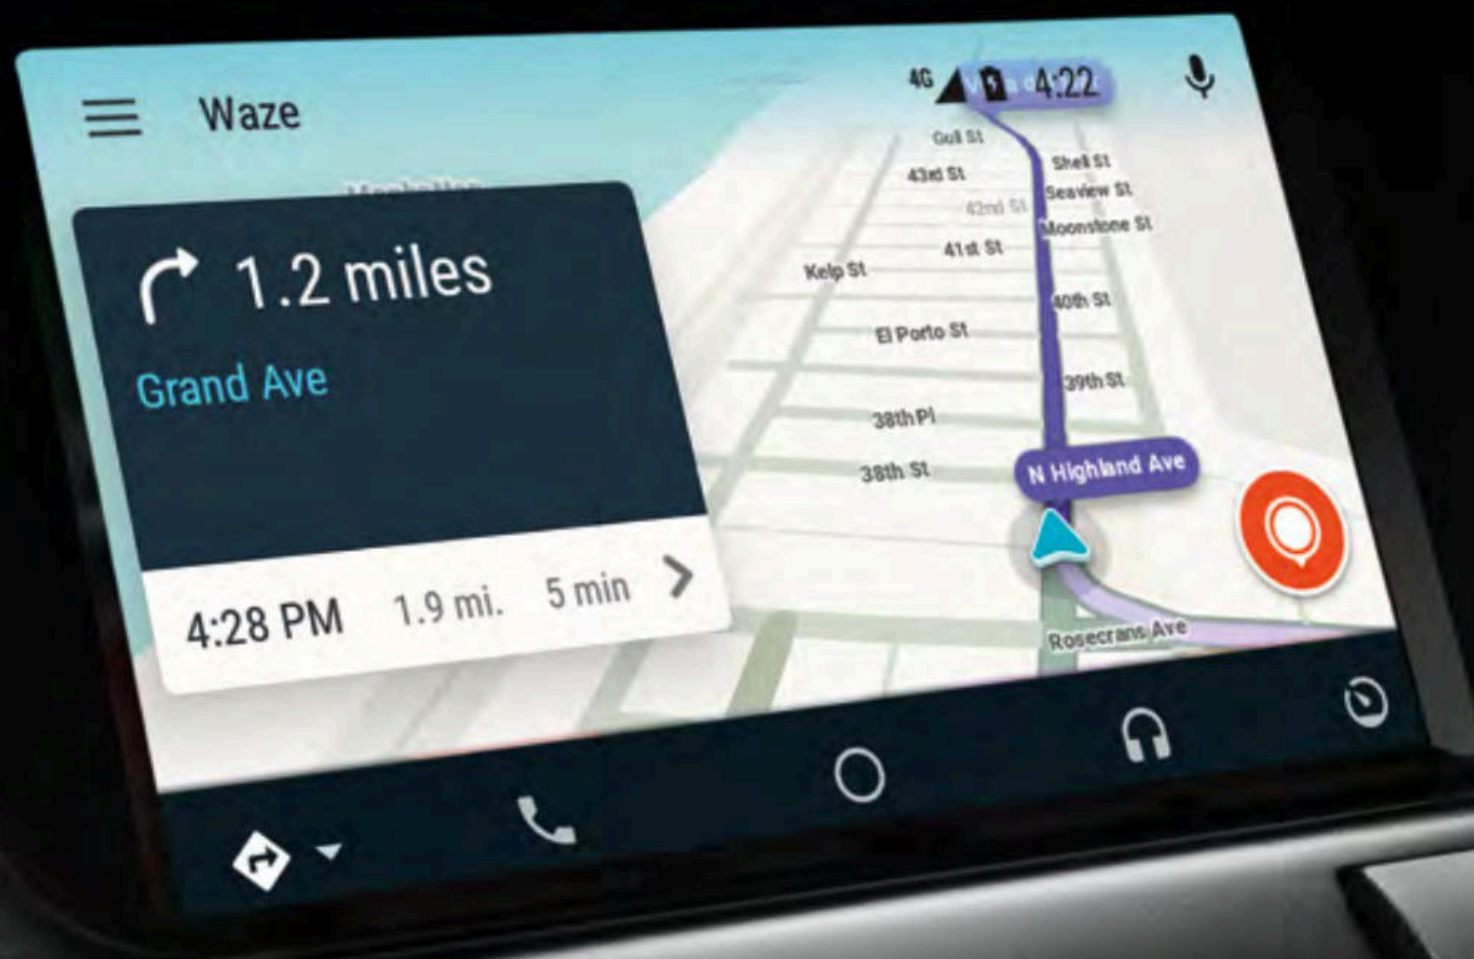 Waze
4G
4:22
1.2 miles
Grand Ave
4:28 PM 1.9 mi. 5 min
Gull St
43rd St
Shell St
Seaview St
42nd St
Moonstone St
41st St
Kelp St
40th St
El Porto St
39th St
38th Pl
38th St
N Highland Ave
Rosecrans Ave